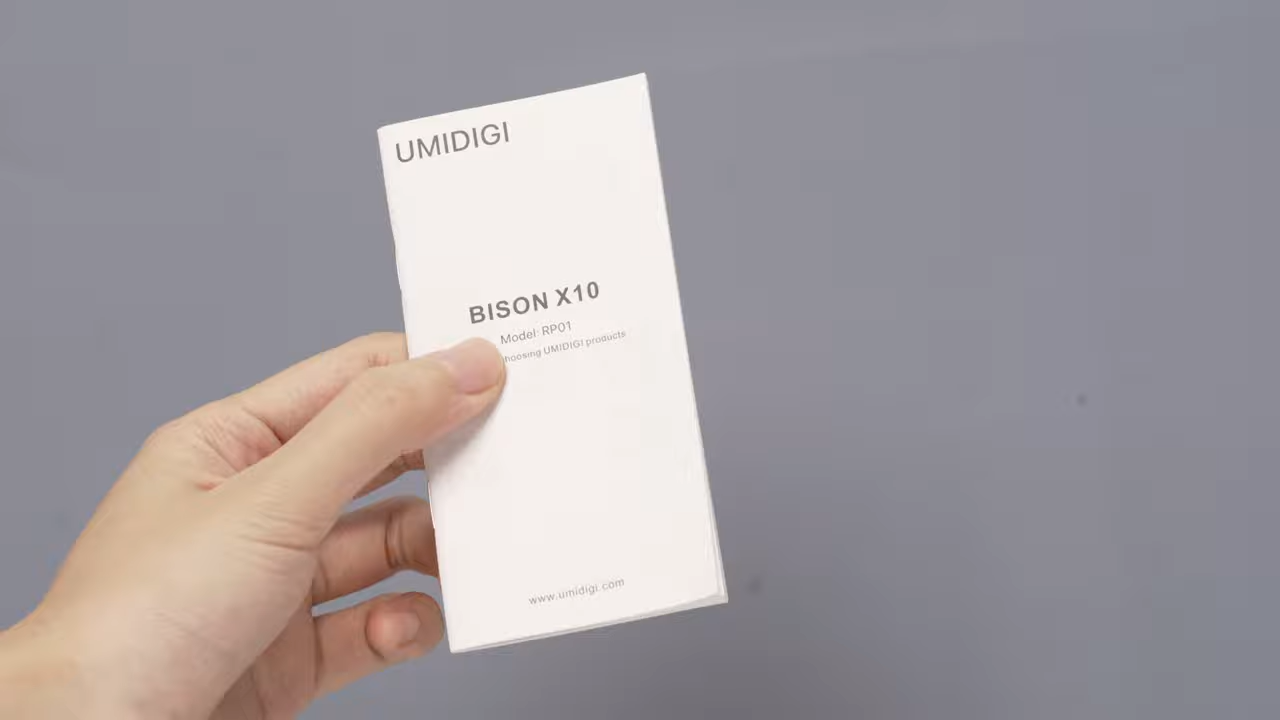 UMIDIGI
BISON X10
Model: RP01
hoosing UMIDIGI products
www.umidigi.com